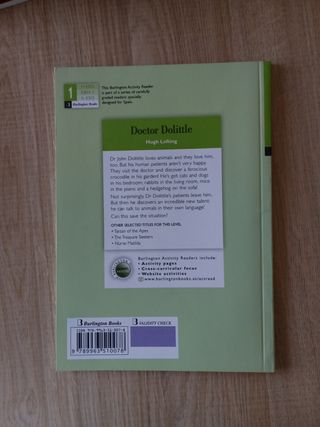 1
This Burlington Activity Reader
is part of a series of carefully
graded readers specially
designed for Spain.
Burlington Books
Doctor Dolittle
Hugh Lofting
Dr John Dolittle loves animals and they love him,
too. But his human patients aren't very happy.
They visit the doctor and discover a ferocious
crocodile in his garden! He's got cats and dogs
in his bedroom, rabbits in the living room, mice
in the piano and a hedgehog on the sofa!
Not surprisingly, Dr Dolittle's patients leave him.
But then he discovers an incredible new talent:
he can talk to animals in their own language!
Can this save the situation?
OTHER SELECTED TITLES FOR THIS LEVEL
• Tarzan of the Apes
• The Treasure Seekers
• Nurse Matilda
Burlington Activity Readers include:
• Activity pages
• Cross-curricular focus
• Website activities
www.burlingtonbooks.es/actread
B Burlington Books
B VALIDITY CHECK
9 789963 510078